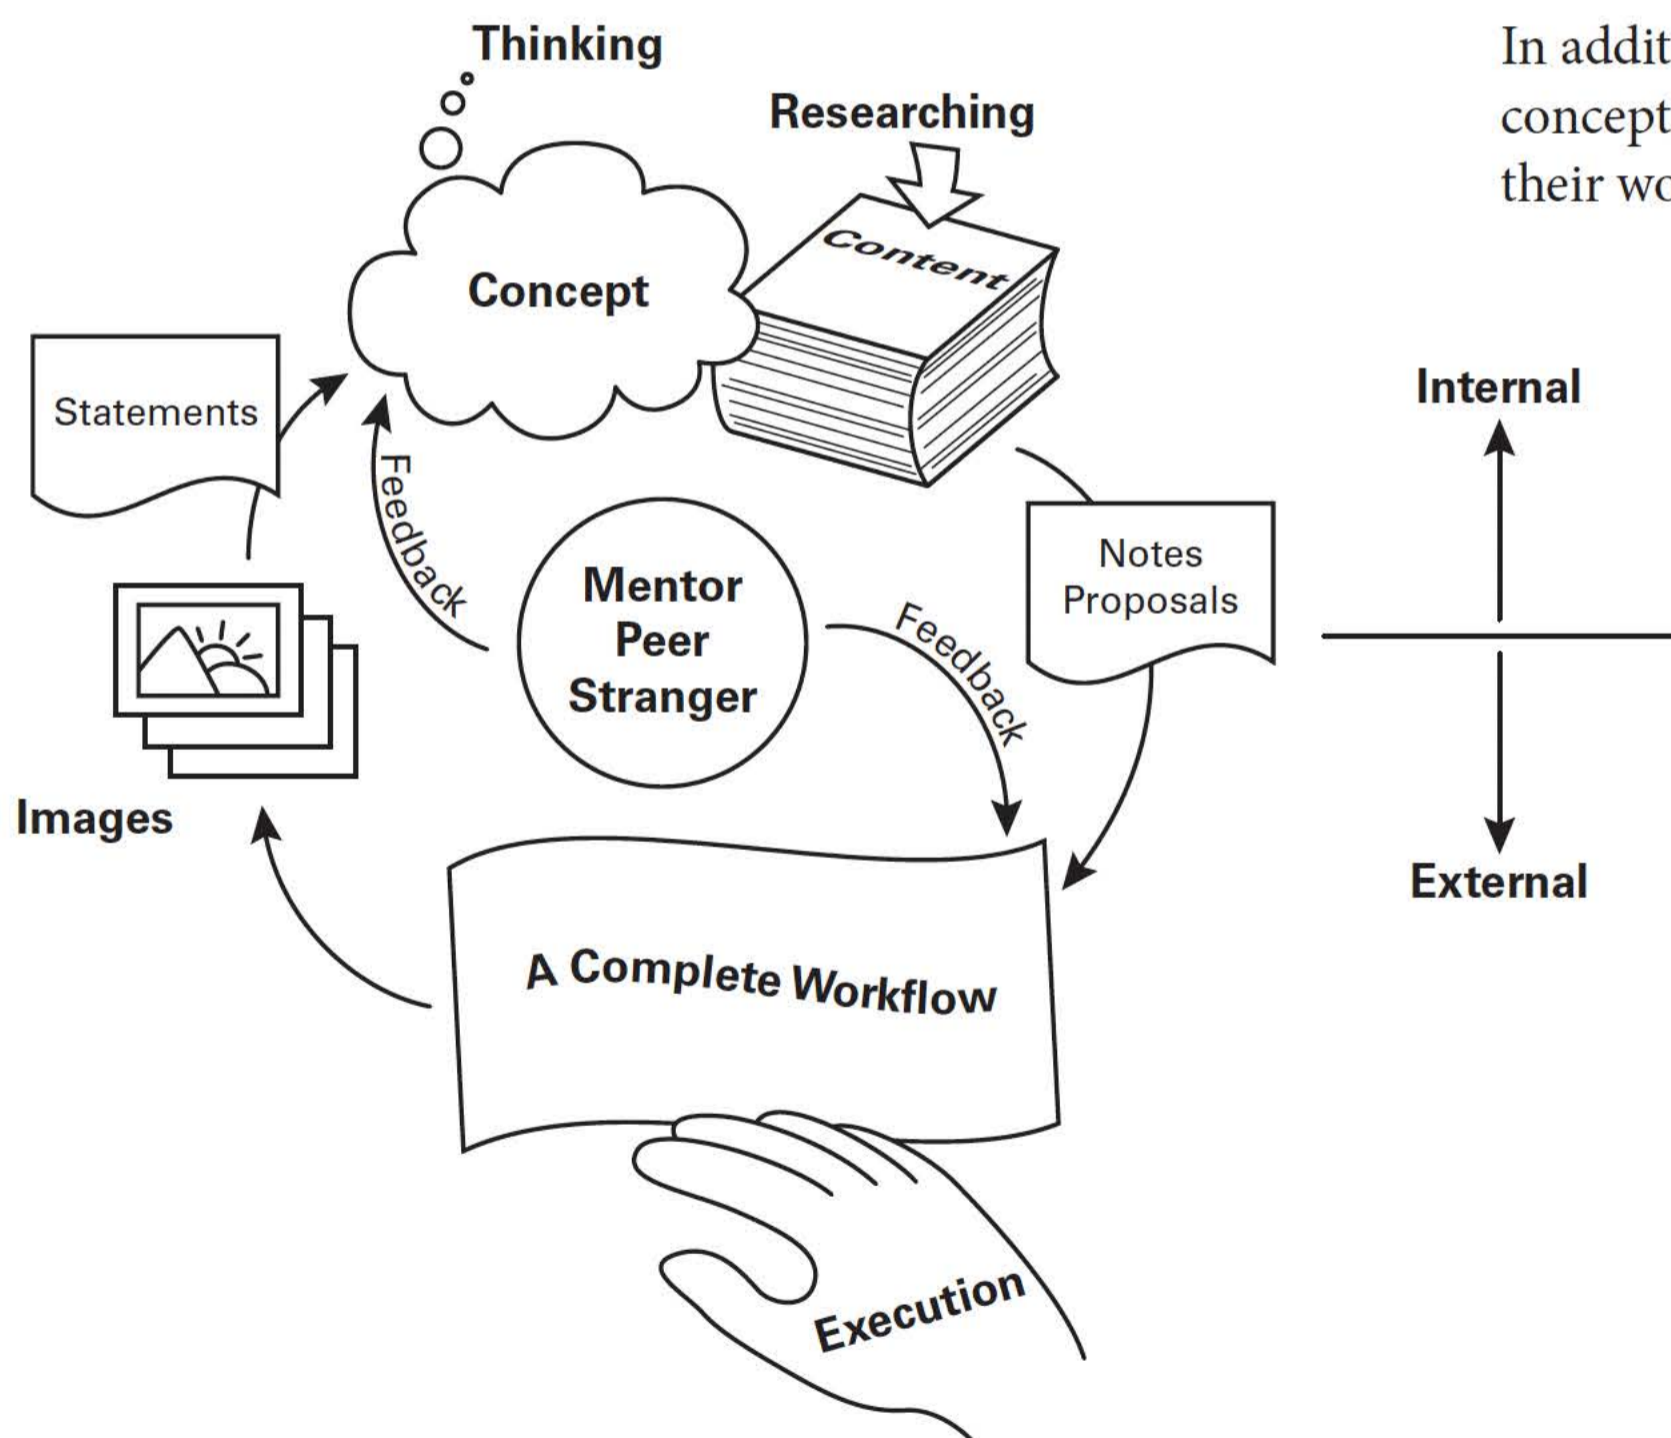 Thinking
Researching
In addit
concept
their wo
Content
Concept
Statements
Internal
Feedback
Notes
Proposals
Mentor
Peer
Stranger
Feedback
Images
External
A Complete Workflow
Execution